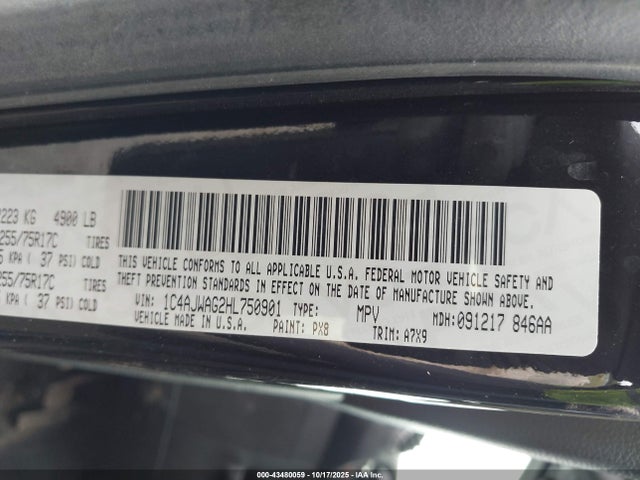 2223 KG 4900 LB
255/75R17C TIRES
KPA ( 37 PSI) COLD
255/75R17C TIRES
KPA ( 37 PSI) COLD
THIS VEHICLE CONFORMS TO ALL APPLICABLE U.S.A. FEDERAL MOTOR VEHICLE SAFETY AND
THEFT PREVENTION STANDARDS IN EFFECT ON THE DATE OF MANUFACTURE SHOWN ABOVE.
VIN: 1C4AJWAG2HL750901 TYPE: MPV MDH: 091217 846AA
VEHICLE MADE IN U.S.A. PAINT: PX8 TRIM: A7X9
000-43480059 | 10/17/2025 | IAAI.COM